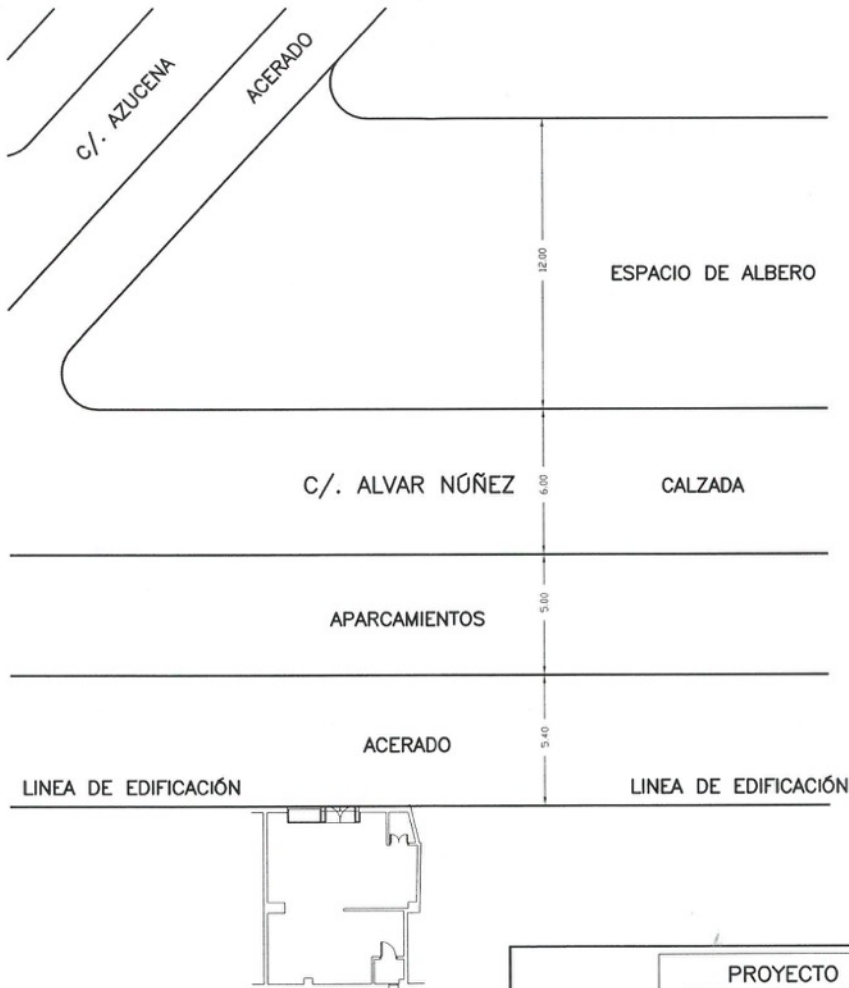 C/. AZUCENA
ACERADO
12.00
ESPACIO DE ALBERO
C/. ALVAR NÚÑEZ
6.00
CALZADA
APARCAMIENTOS
5.00
ACERADO
5.40
LINEA DE EDIFICACIÓN
LINEA DE EDIFICACIÓN
PROYECTO